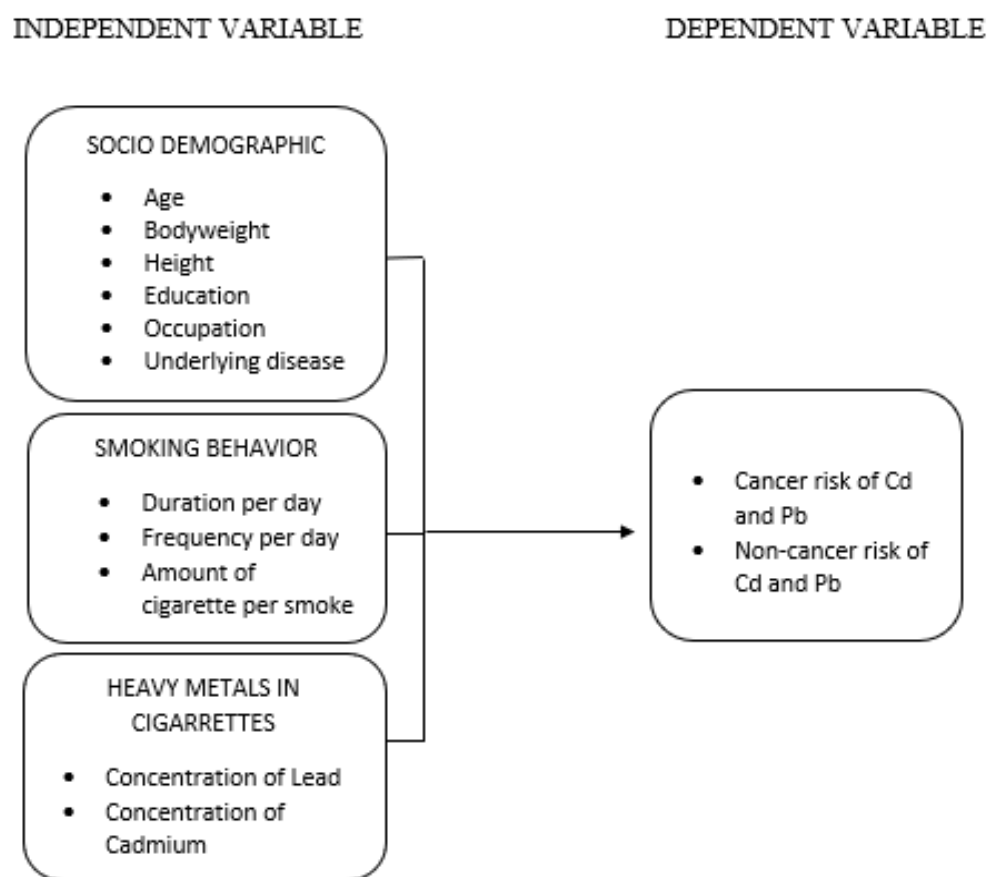 INDEPENDENT VARIABLE
DEPENDENT VARIABLE
SOCIO DEMOGRAPHIC
• Age
• Bodyweight
• Height
• Education
• Occupation
• Underlying disease
SMOKING BEHAVIOR
• Duration per day
• Frequency per day
• Amount of
cigarette per smoke
HEAVY METALS IN
CIGARRETTES
• Concentration of Lead
• Concentration of
Cadmium
• Cancer risk of Cd
and Pb
• Non-cancer risk of
Cd and Pb